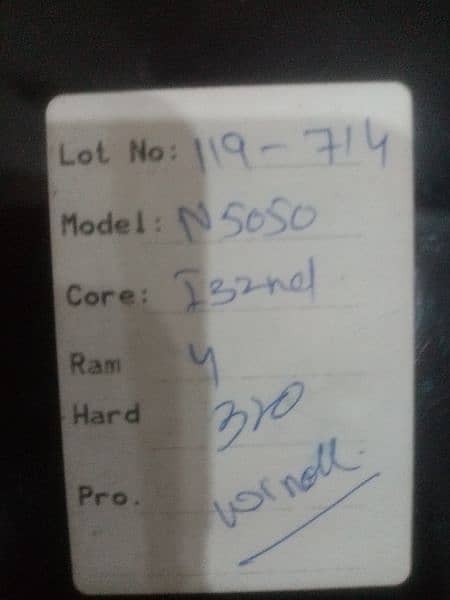 Lot No: 119-714
Model: N5050
Core: I32nd
Ram 4
Hard 320
Pro.